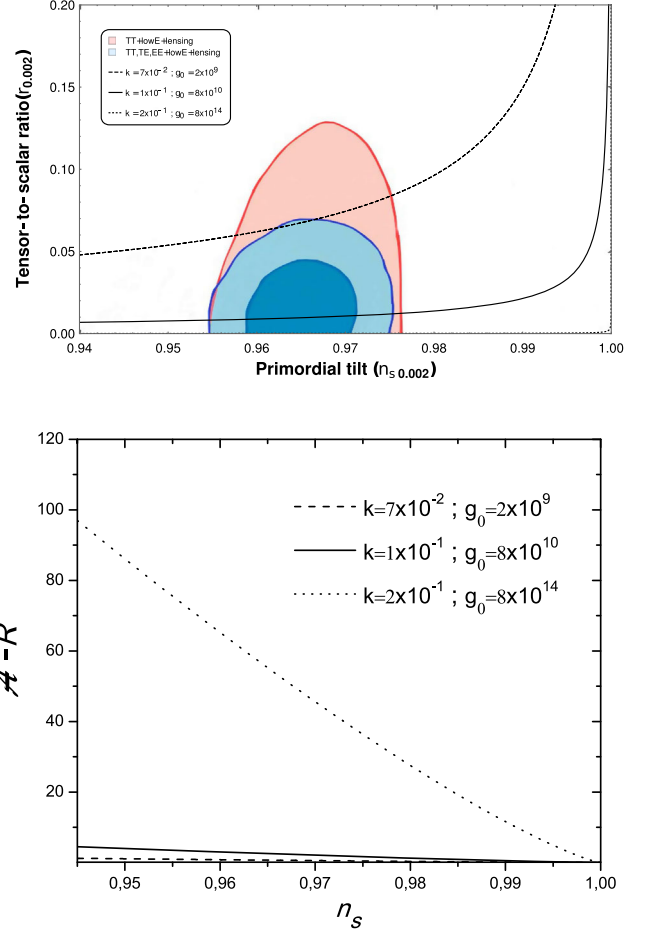 0.20
0.15
0.10
0.05
0.00
Tensor-to-scalar ratio(r0.002)
TT+lowE+lensing
TT,TE,EE+lowE+lensing
k = 7x10⁻² ; g₀ = 2x10⁹
k = 1x10⁻¹ ; g₀ = 8x10¹⁰
k = 2x10⁻¹ ; g₀ = 8x10¹⁴
0.94 0.95 0.96 0.97 0.98 0.99 1.00
Primordial tilt (ns 0.002)
120
100
80
60
40
20
- R
k=7x10⁻² ; g₀=2x10⁹
k=1x10⁻¹ ; g₀=8x10¹⁰
k=2x10⁻¹ ; g₀=8x10¹⁴
0,95 0,96 0,97 0,98 0,99 1,00
nₛ